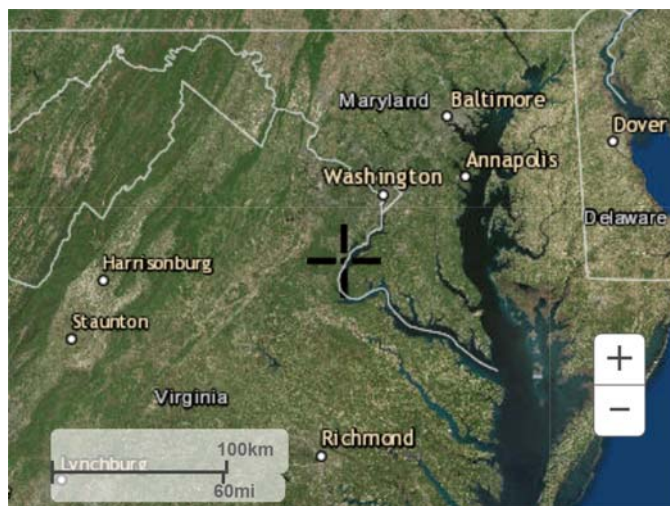 Maryland
Baltimore
Dover
Washington
Annapolis
Delaware
Harrisonburg
Staunton
+
−
Virginia
Richmond
100km
Lynchburg
60mi